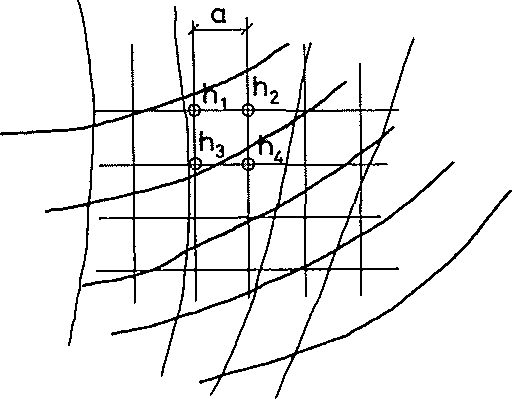 a
h₁ h₂
h₃ h₄